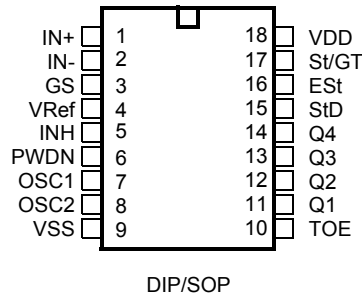 IN+ 1 18 VDD
IN- 2 17 St/GT
GS 3 16 ESt
VRef 4 15 StD
INH 5 14 Q4
PWDN 6 13 Q3
OSC1 7 12 Q2
OSC2 8 11 Q1
VSS 9 10 TOE
DIP/SOP